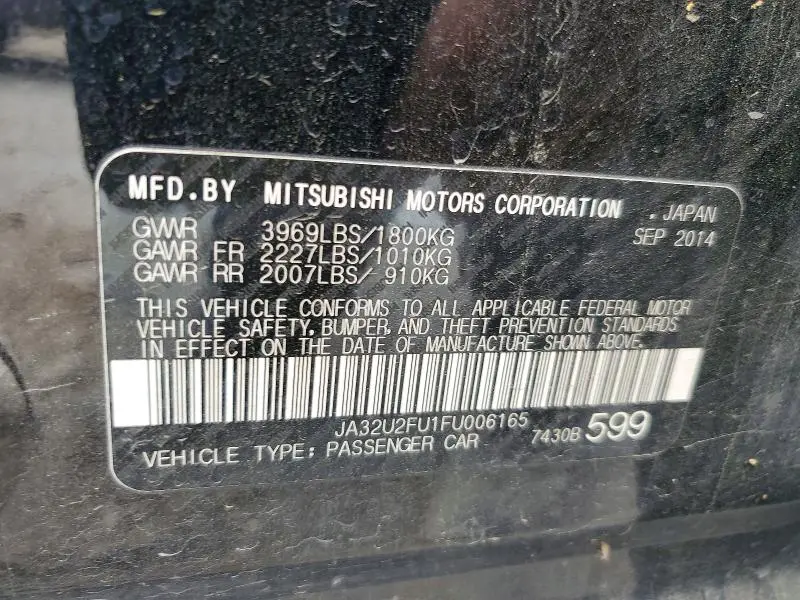 MFD.BY MITSUBISHI MOTORS CORPORATION . JAPAN
GVWR 3969LBS/1800KG SEP 2014
GAWR FR 2227LBS/1010KG
GAWR RR 2007LBS/ 910KG
THIS VEHICLE CONFORMS TO ALL APPLICABLE FEDERAL MOTOR
VEHICLE SAFETY, BUMPER, AND THEFT PREVENTION STANDARDS
IN EFFECT ON THE DATE OF MANUFACTURE SHOWN ABOVE.
JA32U2FU1FU006165
7430B 599
VEHICLE TYPE: PASSENGER CAR